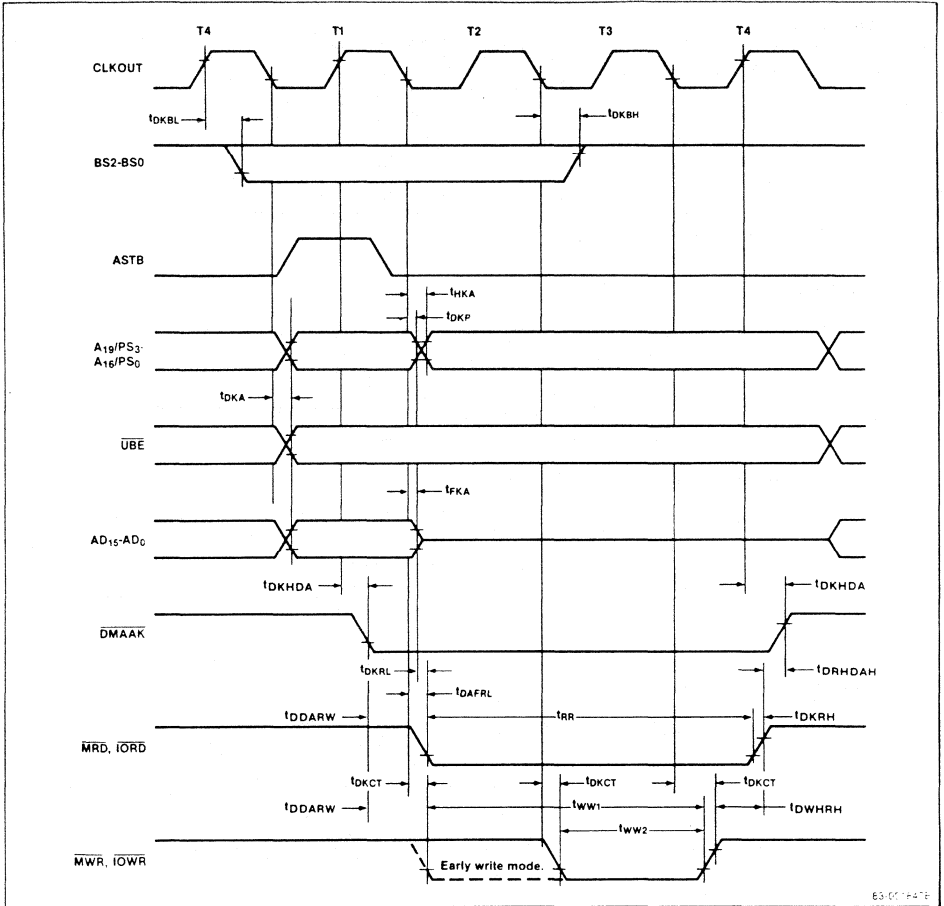 T4 T1 T2 T3 T4
CLKOUT
tDKBL tDKBH
BS2-BS0
ASTB
tHKA
tDKP
A19/PS3-
A16/PS0
tDKA
UBE
tFKA
AD15-AD0
tDKHDA tDKHDA
DMAAK
tDKRL tDRHDAH
tDAFRL
tDDARW tRR tDKRH
MRD, IORD
tDKCT tDKCT tDKCT
tDDARW tWW1 tDWHRH
tWW2
MWR, IOWR Early write mode.